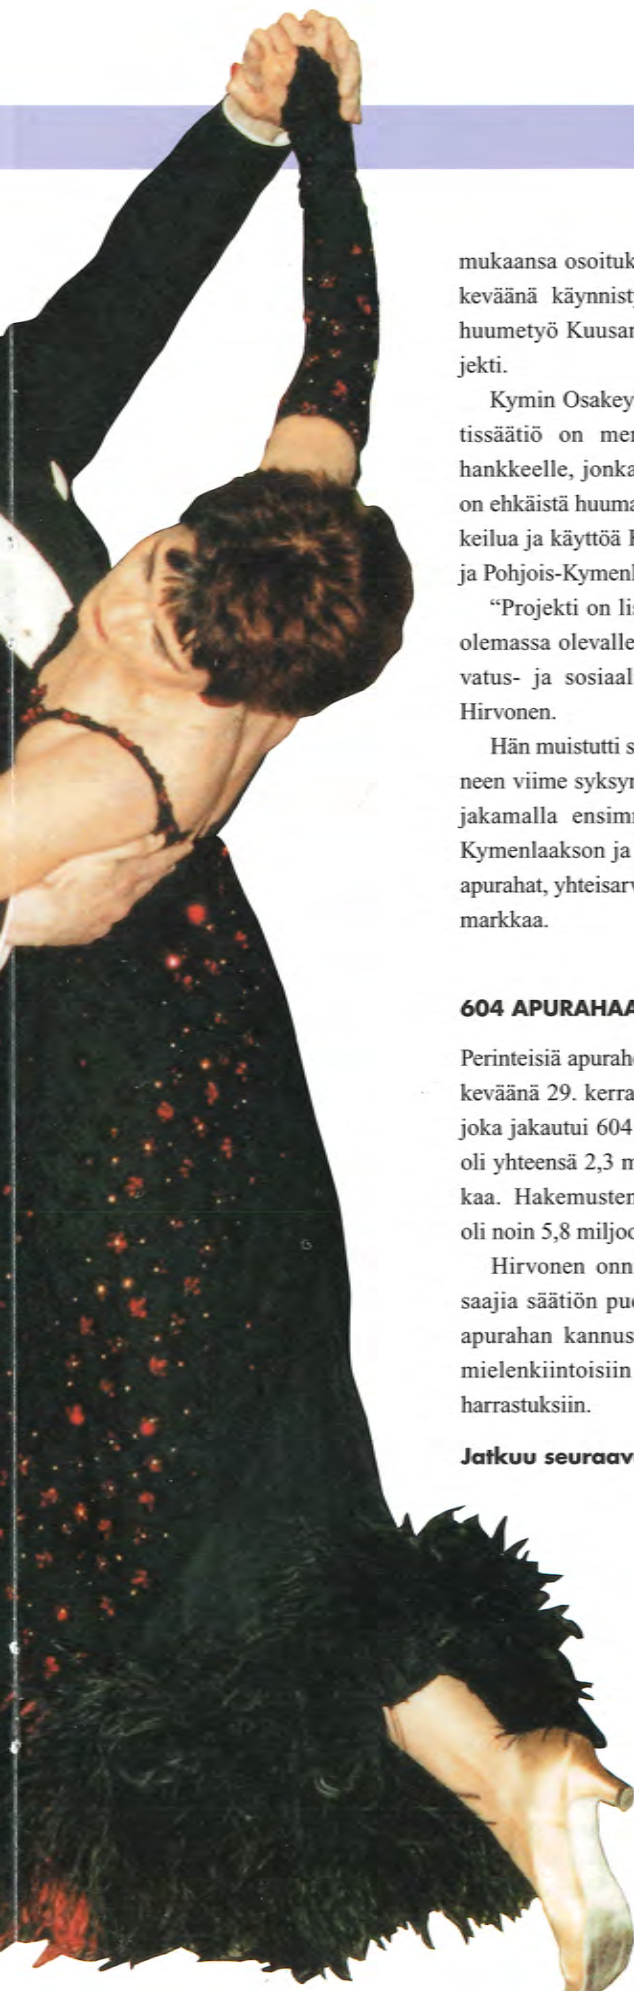 mukaansa osoituk
keväänä käynnist
huumetyö Kuusan
jekti.
Kymin Osakey
tissäätiö on mer
hankkeelle, jonka
on ehkäistä huuma
keilua ja käyttöä
ja Pohjois-Kymenl
“Projekti on lis
olemassa olevalle
vatus- ja sosiaal
Hirvonen.
Hän muistutti s
neen viime syksyn
jakamalla ensimn
Kymenlaakson ja
apurahat, yhteisarv
markkaa.
604 APURAHAA
Perinteisiä apuraho
keväänä 29. kerra
joka jakautui 604
oli yhteensä 2,3 m
kaa. Hakemusten
oli noin 5,8 miljoo
Hirvonen onn
saajia säätiön puo
apurahan kannus
mielenkiintoisiin
harrastuksiin.
Jatkuu seuraav